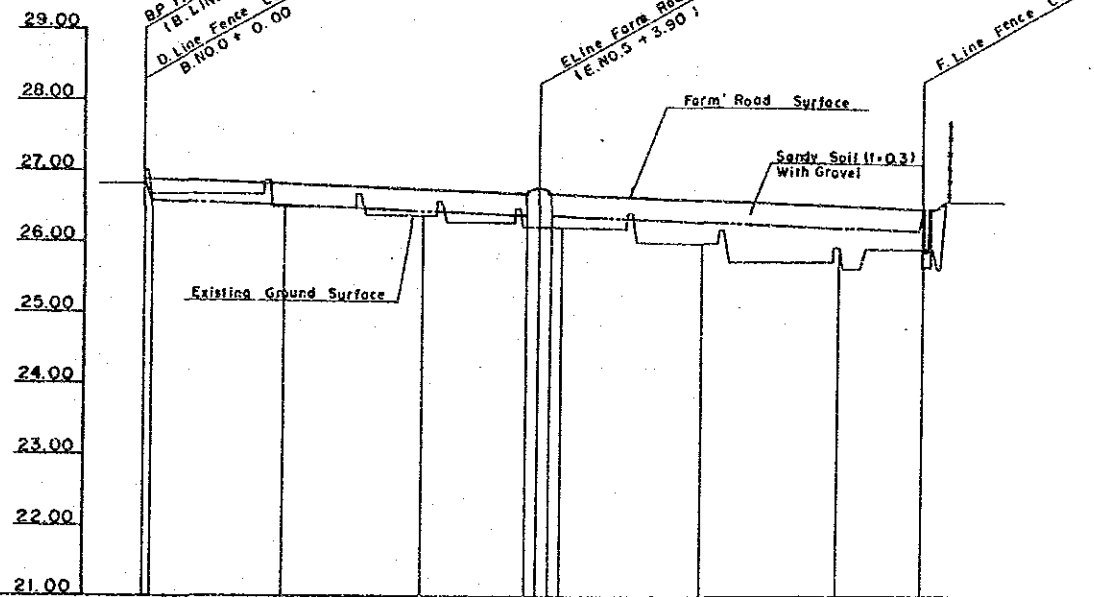 29.00
28.00
27.00
26.00
25.00
24.00
23.00
22.00
21.00
B.P
(B. LIN
D. Line Fence
B.NO.0 + 0.00
E.Line Farm Roa
(E.NO.5 + 3.90)
F. Line Fence C
Farm' Road Surface
Sandy Soil (t=0.3)
With Gravel
Existing Ground Surface